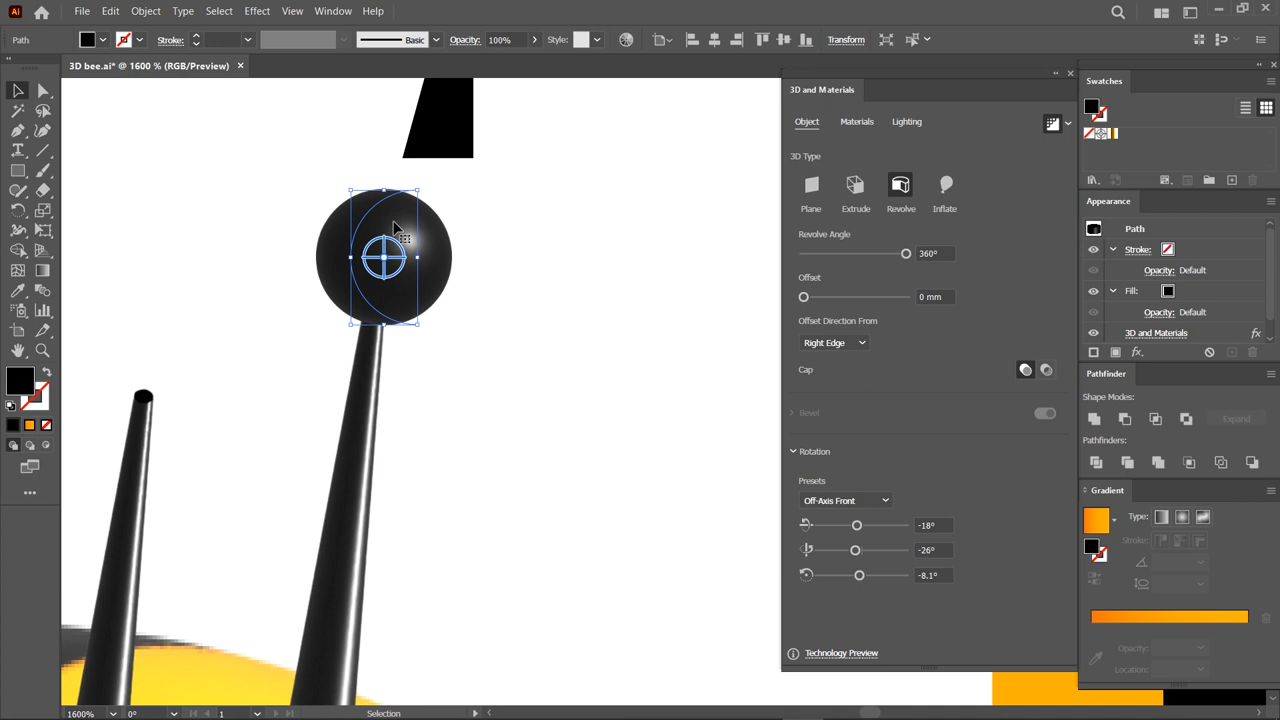 Ai File Edit Object Type Select Effect View Window Help
Path Stroke: Basic Opacity: 100% Style: Transform
3D bee.ai* @ 1600 % (RGB/Preview)
3D and Materials
Object Materials Lighting
3D Type
Plane Extrude Revolve Inflate
Revolve Angle
360°
Offset
0 mm
Offset Direction From
Right Edge
Cap
Bevel
Rotation
Presets
Off-Axis Front
-18°
-26°
-8.1°
Technology Preview
Swatches
Appearance
Path
Stroke:
Opacity: Default
Fill:
Opacity: Default
3D and Materials fx
fx.
Pathfinder
Shape Modes:
Expand
Pathfinders:
Gradient
Type:
Stroke:
Opacity:
Location:
1600% 0° 1 Selection